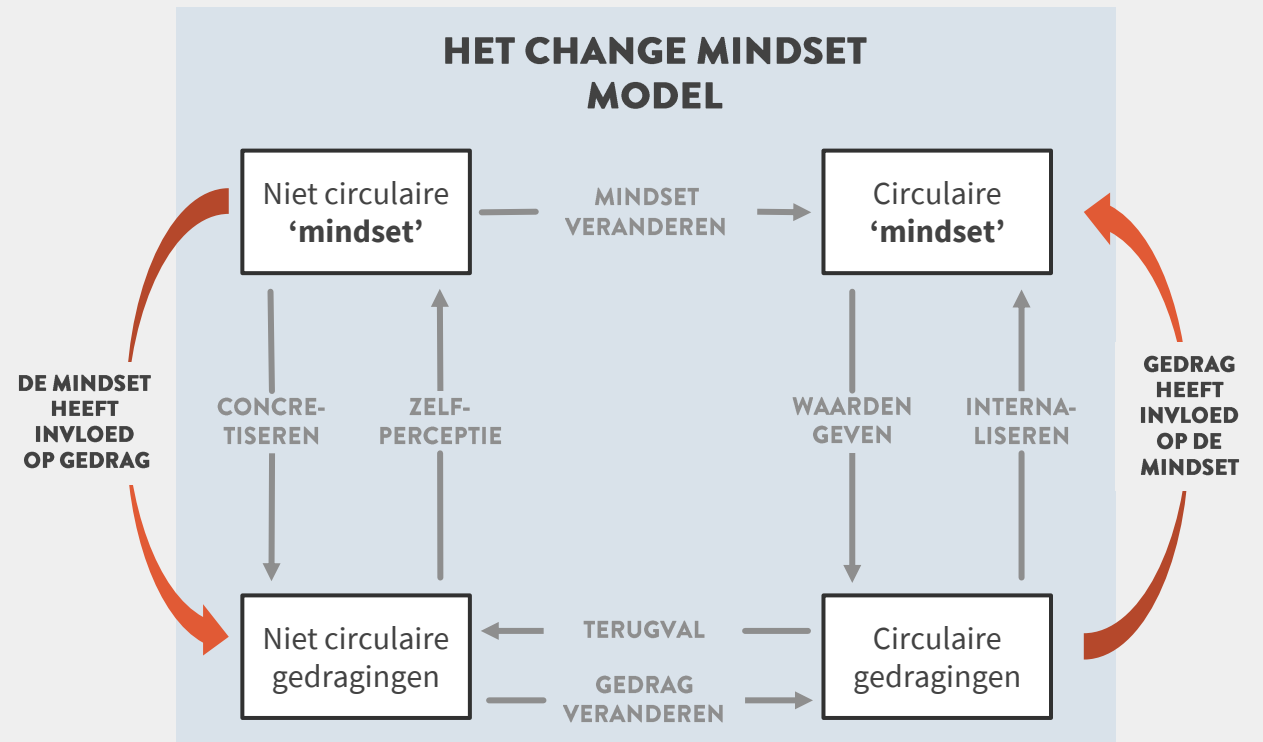 HET CHANGE MINDSET
MODEL
Niet circulaire
‘mindset’
MINDSET
VERANDEREN
Circulaire
‘mindset’
DE MINDSET
HEEFT
INVLOED
OP GEDRAG
CONCRE-
TISEREN
ZELF-
PERCEPTIE
WAARDEN
GEVEN
INTERNA-
LISEREN
GEDRAG
HEEFT
INVLOED
OP DE
MINDSET
Niet circulaire
gedragingen
TERUGVAL
GEDRAG
VERANDEREN
Circulaire
gedragingen